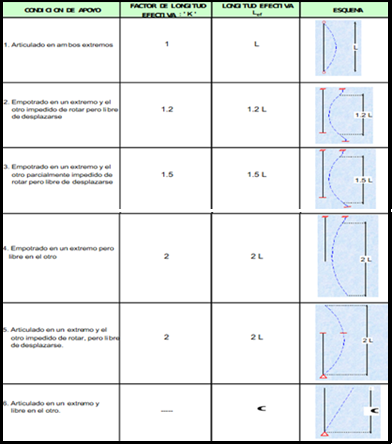 CONDICION DE APOYO
FACTOR DE LONGITUD
EFECTIVA : ' K '
LONGITUD EFECTIVA
Lef
ESQUEMA
1. Articulado en ambos extremos
1
L
L
2. Empotrado en un extremo y el
otro impedido de rotar pero libre
de desplazarse
1.2
1.2 L
1.2 L
3. Empotrado en un extremo y el
otro parcialmente impedido de
rotar pero libre de desplazarse
1.5
1.5 L
1.5 L
4. Empotrado en un extremo pero
libre en el otro
2
2 L
2 L
5. Articulado en un extremo y el
otro impedido de rotar, pero libre
de desplazarse.
2
2 L
2 L
6. Articulado en un extremo y
libre en el otro.
---